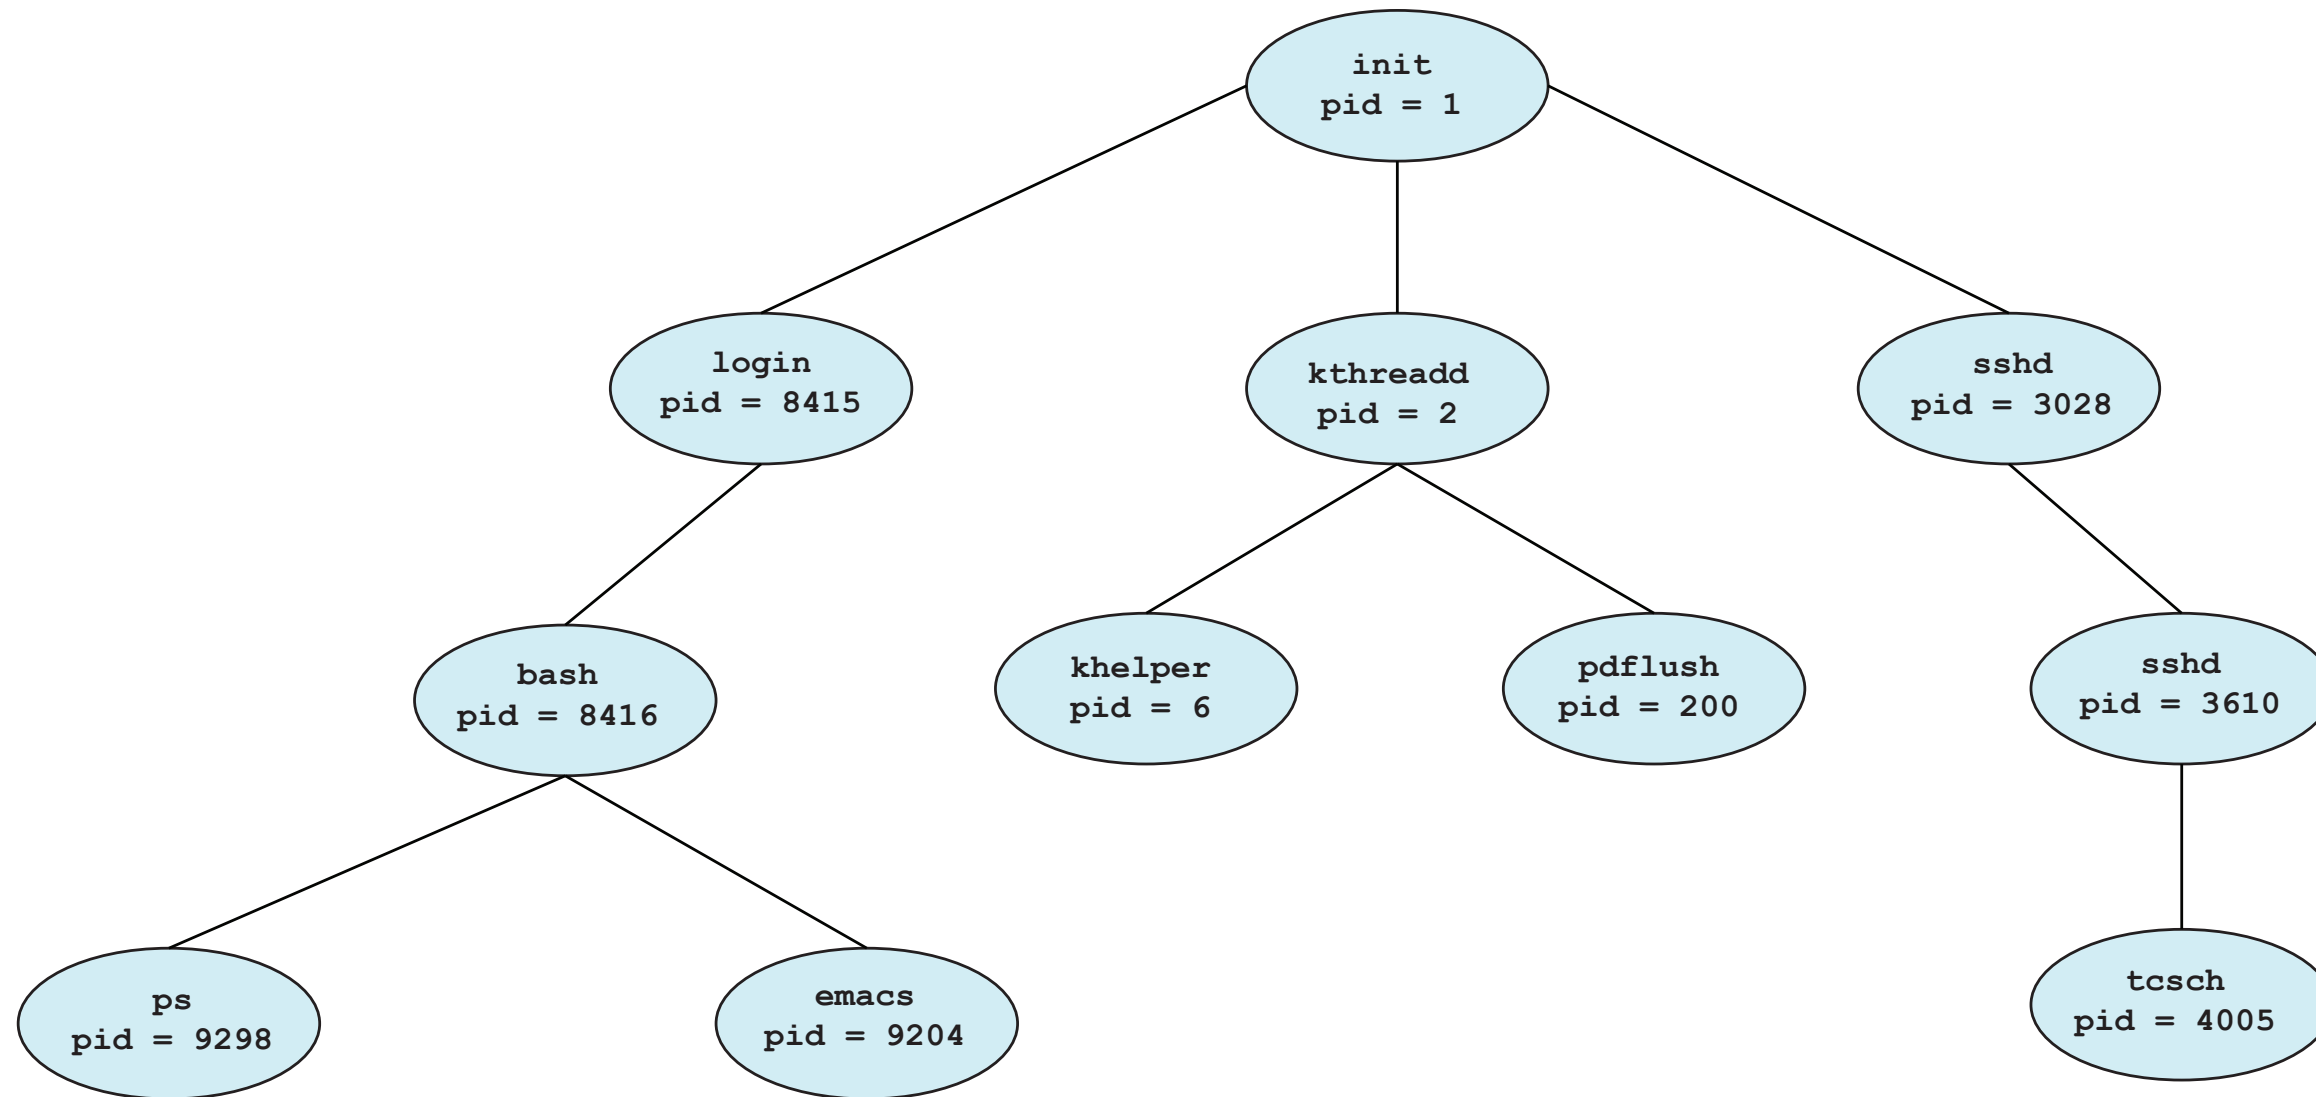 init
pid = 1
login
pid = 8415
kthreadd
pid = 2
sshd
pid = 3028
bash
pid = 8416
khelper
pid = 6
pdflush
pid = 200
sshd
pid = 3610
ps
pid = 9298
emacs
pid = 9204
tcsch
pid = 4005